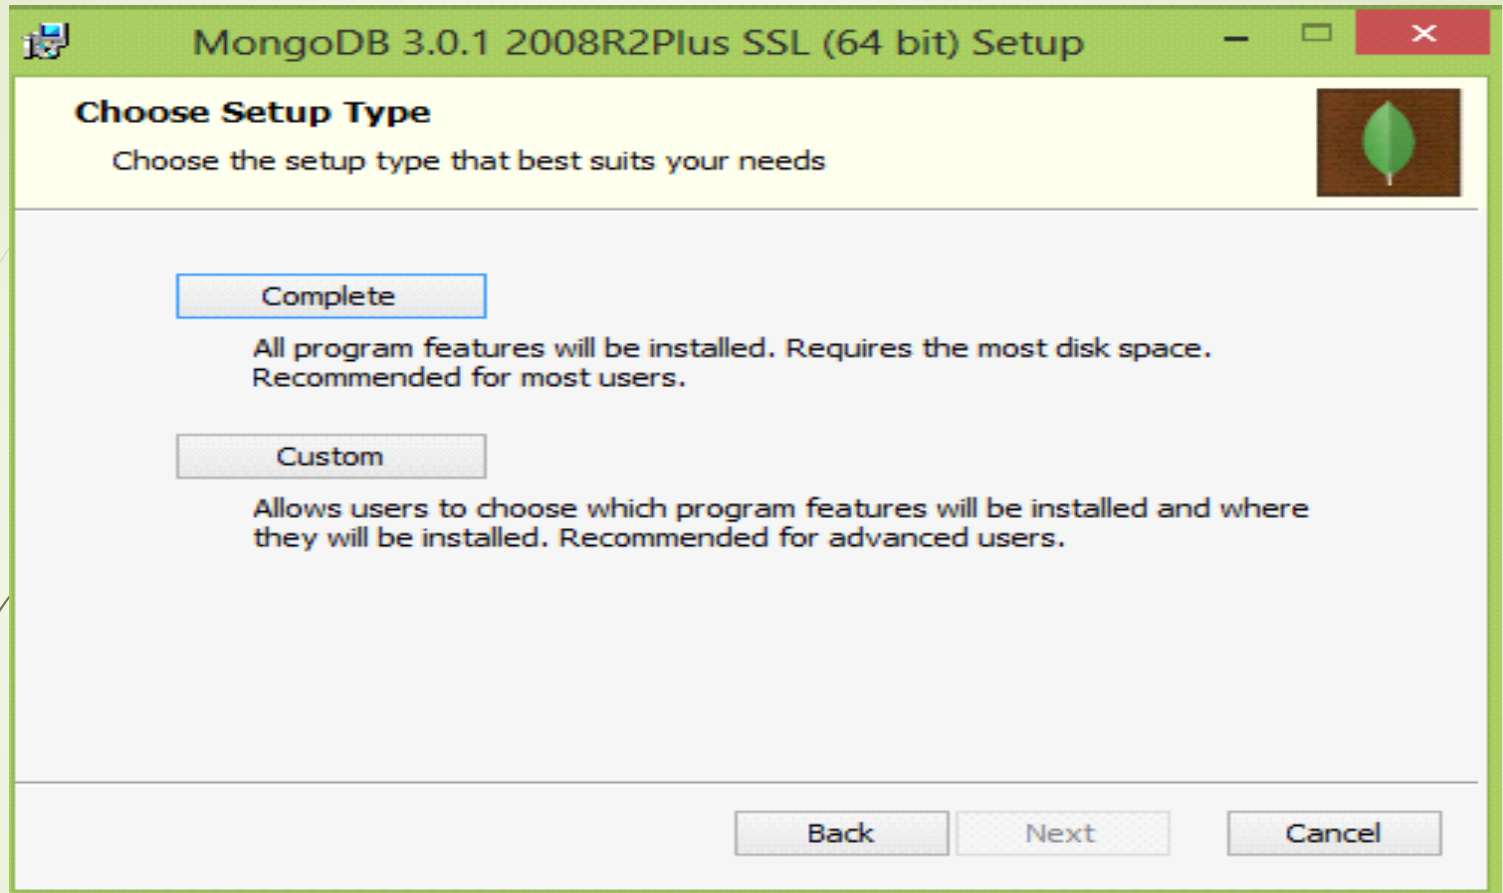 MongoDB 3.0.1 2008R2Plus SSL (64 bit) Setup
Choose Setup Type
Choose the setup type that best suits your needs
Complete
All program features will be installed. Requires the most disk space.
Recommended for most users.
Custom
Allows users to choose which program features will be installed and where
they will be installed. Recommended for advanced users.
Back Next Cancel